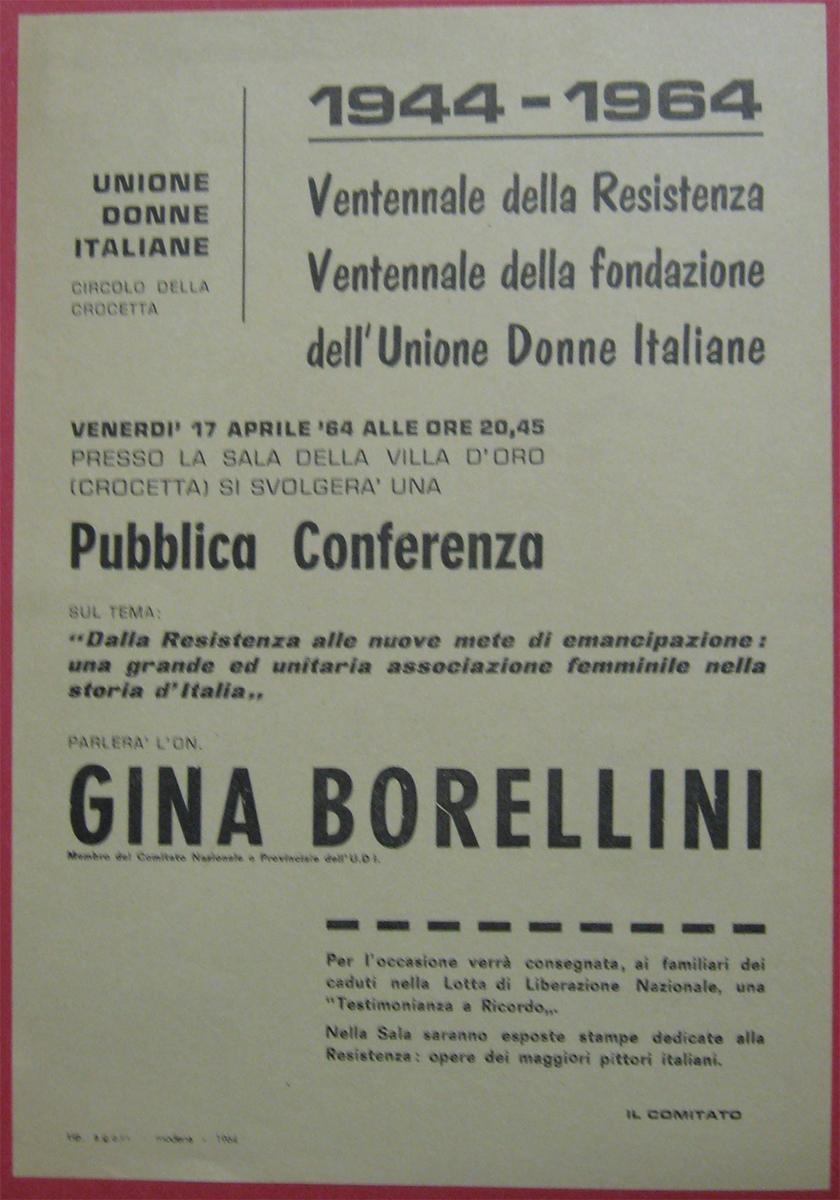 UNIONE
DONNE
ITALIANE
CIRCOLO DELLA
CROCETTA
1944 - 1964
Ventennale della Resistenza
Ventennale della fondazione
dell'Unione Donne Italiane
VENERDI' 17 APRILE '64 ALLE ORE 20,45
PRESSO LA SALA DELLA VILLA D'ORO
(CROCETTA) SI SVOLGERA' UNA
Pubblica Conferenza
SUL TEMA:
“Dalla Resistenza alle nuove mete di emancipazione:
una grande ed unitaria associazione femminile nella
storia d'Italia„
PARLERA' L'ON.
GINA BORELLINI
Membro del Comitato Nazionale e Provinciale dell'U.D.I.
Per l'occasione verrà consegnata, ai familiari dei
caduti nella Lotta di Liberazione Nazionale, una
“Testimonianza a Ricordo„.
Nella Sala saranno esposte stampe dedicate alla
Resistenza: opere dei maggiori pittori italiani.
IL COMITATO
modena - 1964